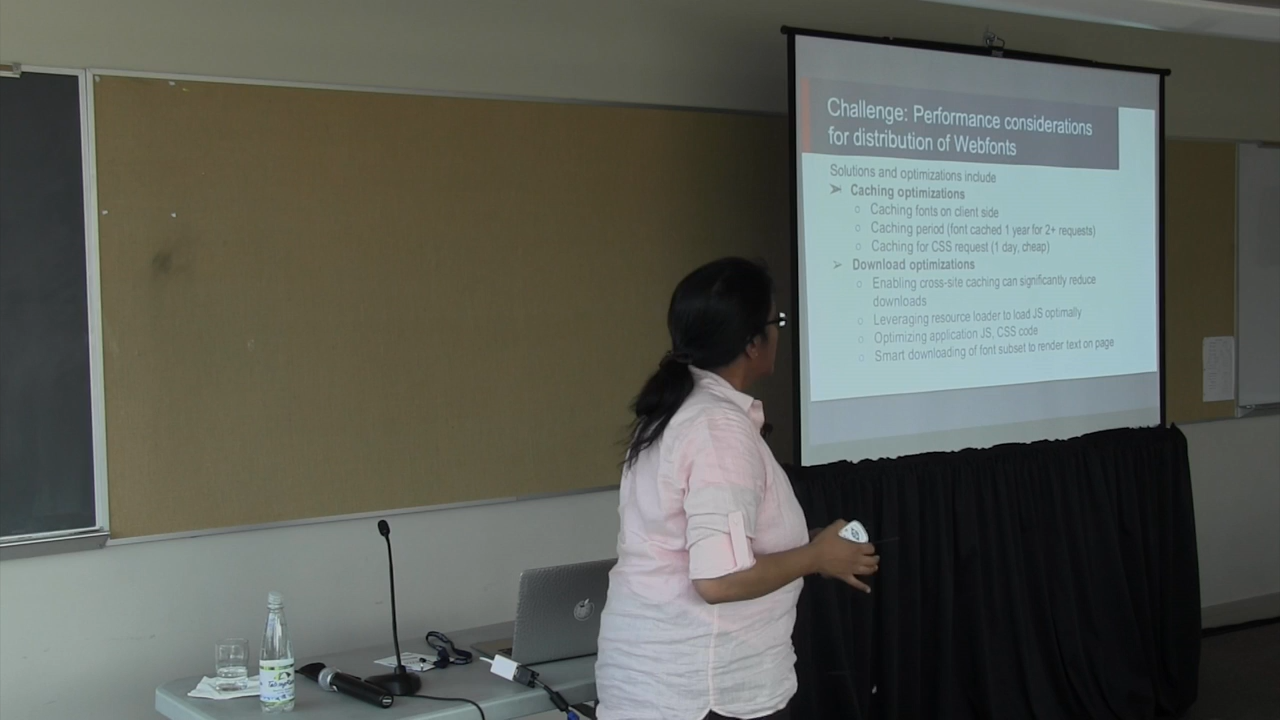 Challenge: Performance considerations
for distribution of Webfonts
Solutions and optimizations include
➢ Caching optimizations
○ Caching fonts on client side
○ Caching period (font cached 1 year for 2+ requests)
○ Caching for CSS request (1 day, cheap)
➢ Download optimizations
○ Enabling cross-site caching can significantly reduce
downloads
○ Leveraging resource loader to load JS optimally
○ Optimizing application JS, CSS code
○ Smart downloading of font subset to render text on page